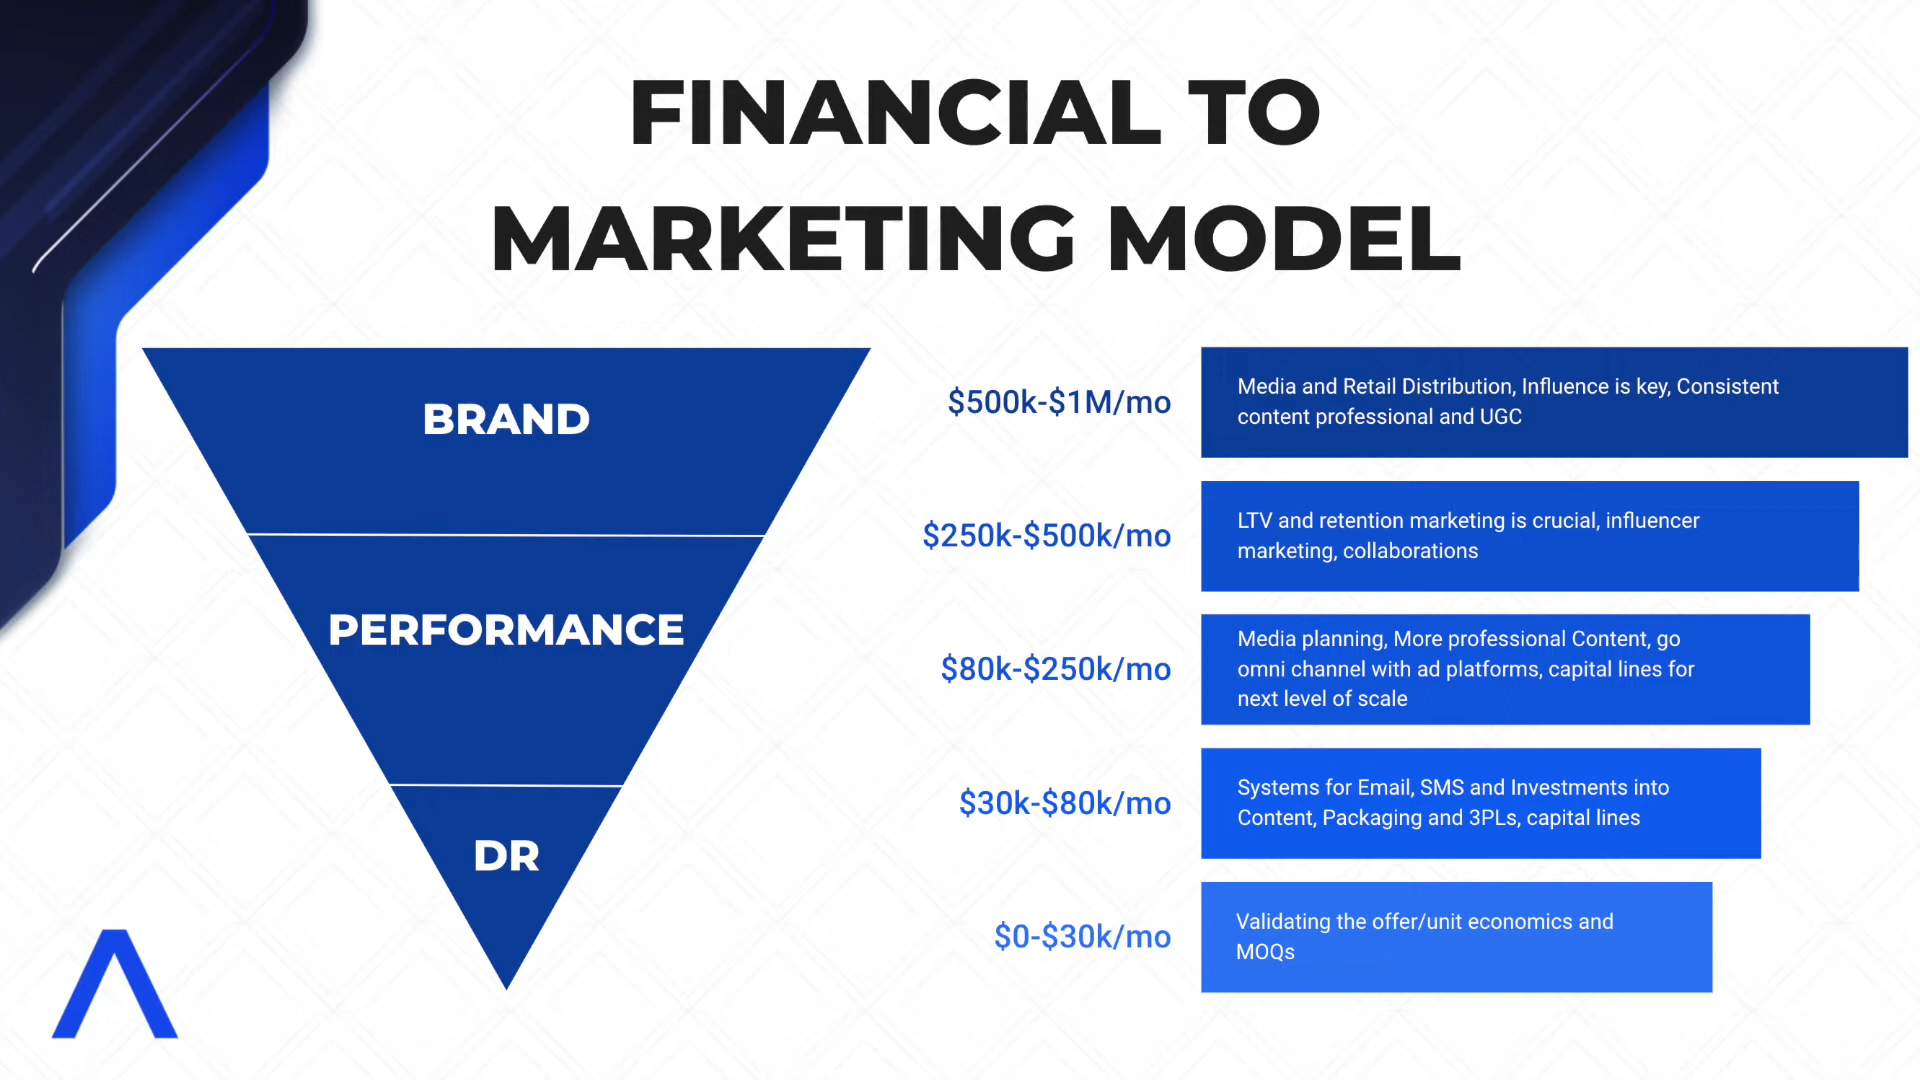 FINANCIAL TO
MARKETING MODEL
BRAND
PERFORMANCE
DR
$500k-$1M/mo
Media and Retail Distribution, Influence is key, Consistent
content professional and UGC
$250k-$500k/mo
LTV and retention marketing is crucial, influencer
marketing, collaborations
$80k-$250k/mo
Media planning, More professional Content, go
omni channel with ad platforms, capital lines for
next level of scale
$30k-$80k/mo
Systems for Email, SMS and Investments into
Content, Packaging and 3PLs, capital lines
$0-$30k/mo
Validating the offer/unit economics and
MOQs